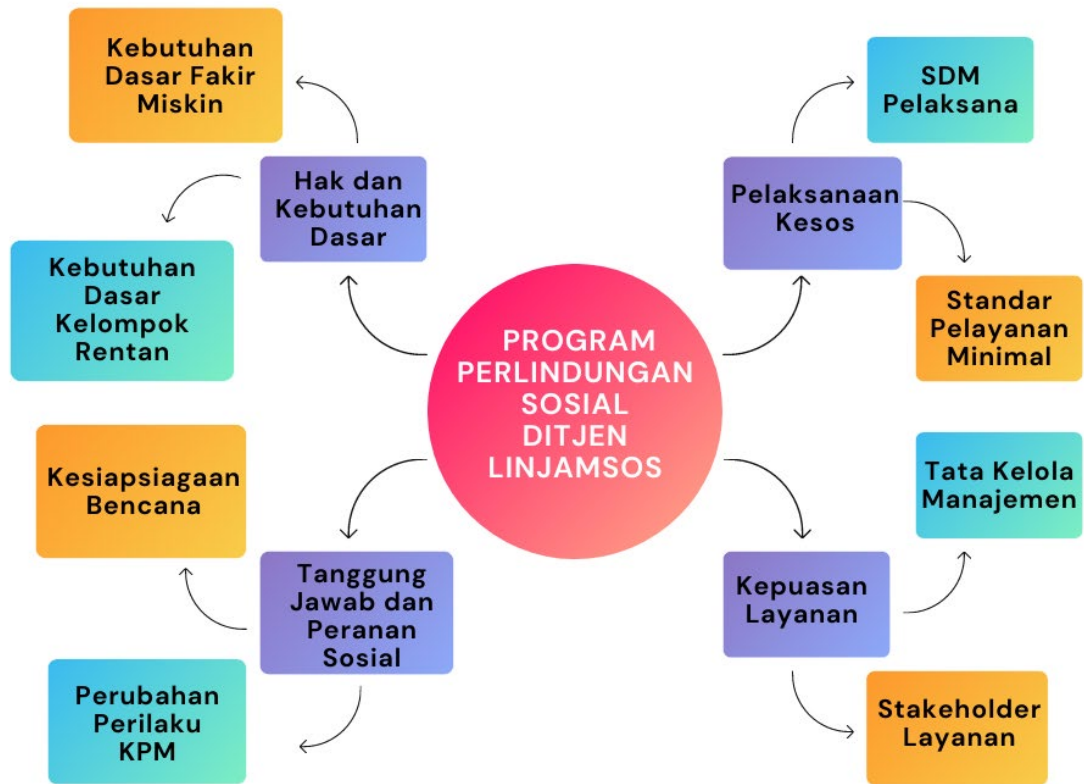 Kebutuhan
Dasar Fakir
Miskin
Hak dan
Kebutuhan
Dasar
Kebutuhan
Dasar
Kelompok
Rentan
SDM
Pelaksana
Pelaksanaan
Kesos
Standar
Pelayanan
Minimal
PROGRAM
PERLINDUNGAN
SOSIAL
DITJEN
LINJAMSOS
Kesiapsiagaan
Bencana
Tanggung
Jawab dan
Peranan
Sosial
Perubahan
Perilaku
KPM
Tata Kelola
Manajemen
Kepuasan
Layanan
Stakeholder
Layanan